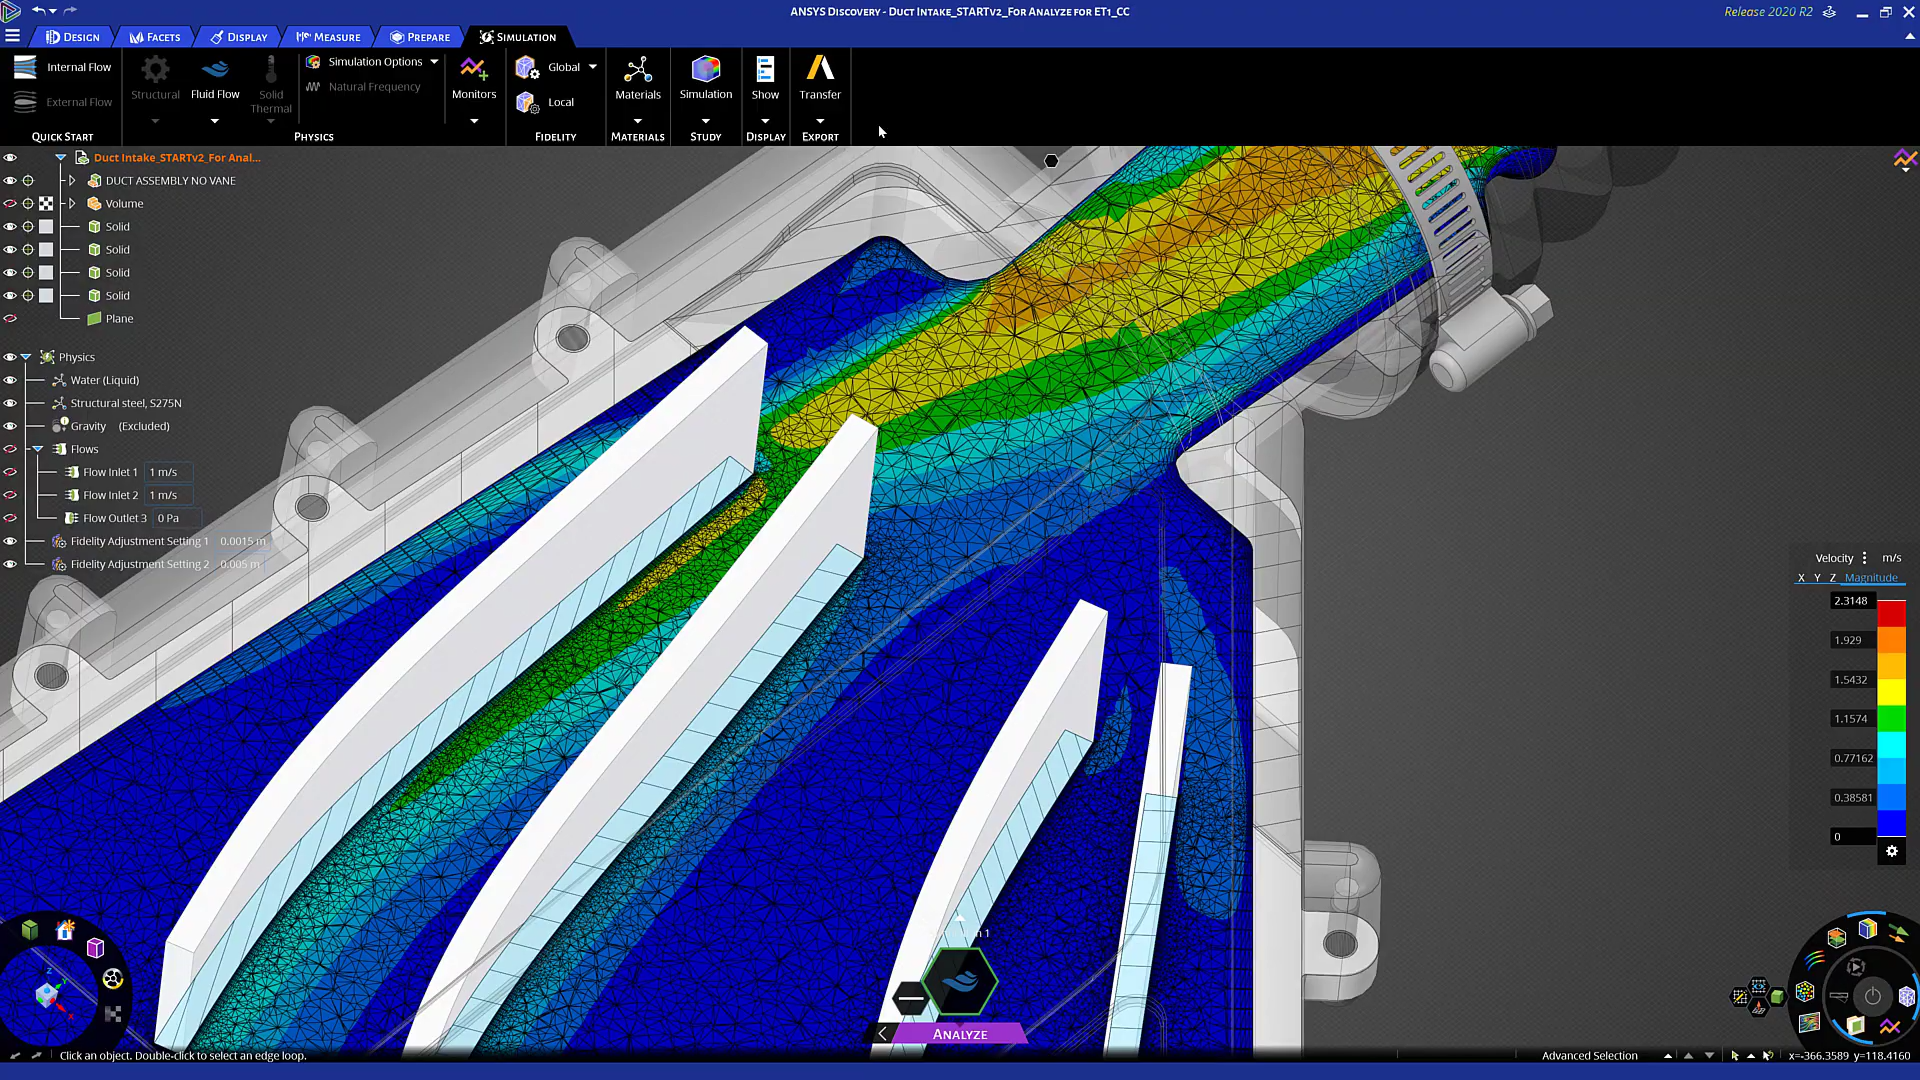 ANSYS Discovery - Duct Intake_STARTv2_For Analyze for ET1_CC
Release 2020 R2
Design
Facets
Display
Measure
Prepare
Simulation
Internal Flow
External Flow
Quick Start
Structural
Fluid Flow
Solid
Thermal
Simulation Options
Natural Frequency
Physics
Monitors
Global
Local
Fidelity
Materials
Materials
Simulation
Study
Show
Display
Transfer
Export
Duct Intake_STARTv2_For Anal...
DUCT ASSEMBLY NO VANE
Volume
Solid
Solid
Solid
Solid
Plane
Physics
Water (Liquid)
Structural steel, S275N
Gravity (Excluded)
Flows
Flow Inlet 1 1 m/s
Flow Inlet 2 1 m/s
Flow Outlet 3 0 Pa
Fidelity Adjustment Setting 1 0.0015 m
Fidelity Adjustment Setting 2 0.005 m
Velocity m/s
X Y Z Magnitude
2.3148
1.929
1.5432
1.1574
0.77162
0.38581
0
Z
Y
X
Analyze
Click an object. Double-click to select an edge loop.
Advanced Selection
x=-366.3589 y=118.4160